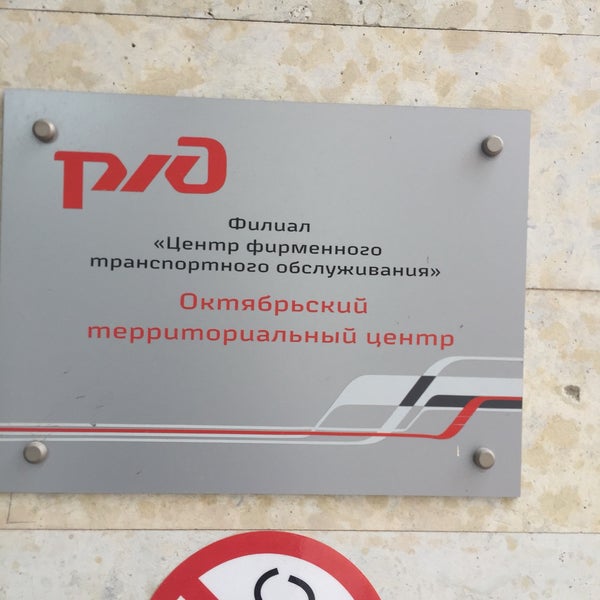 ржд
Филиал
«Центр фирменного
транспортного обслуживания»
Октябрьский
территориальный центр